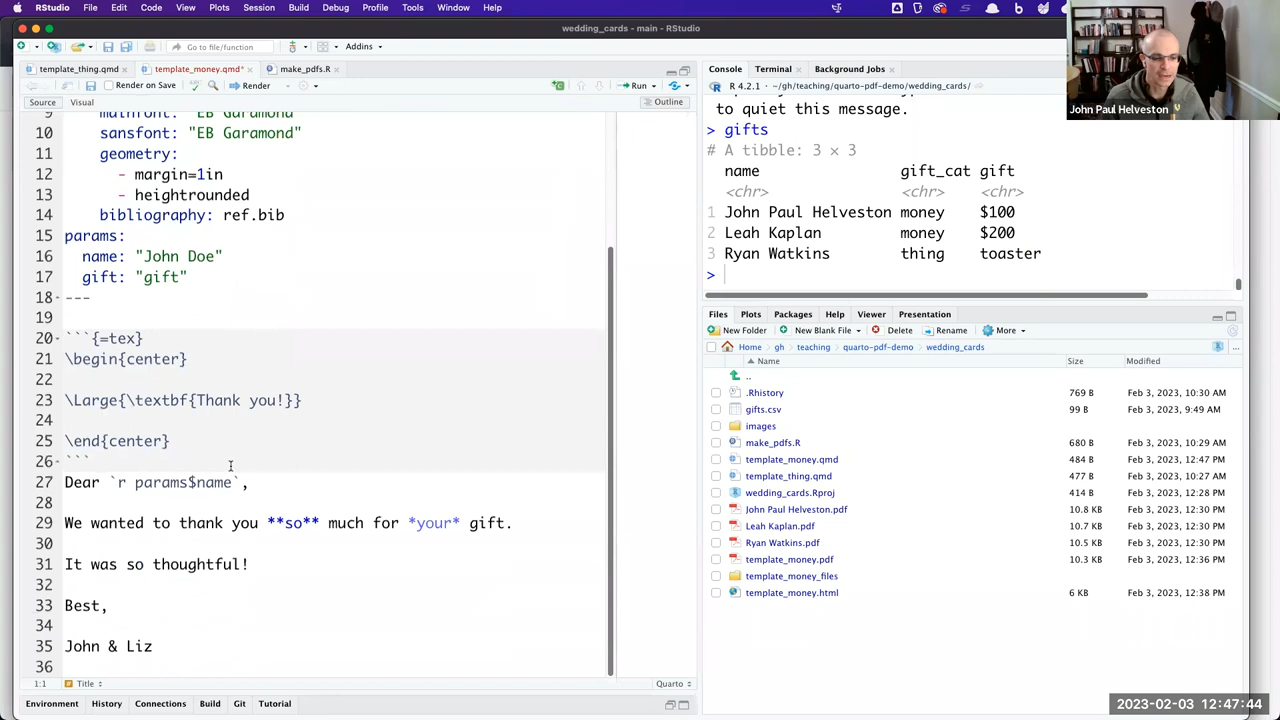 View Plots Session Build Debug Profile Tools Window Help
wedding_cards - main - RStudio
Go to file/function Addins
template_thing.qmd template_money.qmd* make_pdfs.R
Render on Save Render Run
Source Visual Outline
9 mainfont: "EB Garamond"
10 sansfont: "EB Garamond"
11 geometry:
12 - margin=1in
13 - heightrounded
14 bibliography: ref.bib
15 params:
16 name: "John Doe"
17 gift: "gift"
18 ---
19
20 ```{=tex}
21 \begin{center}
22
23 \Large{\textbf{Thank you!}}
24
25 \end{center}
26 ```
27 Dear `r params$name`,
28
29 We wanted to thank you **so** much for *your* gift.
30
31 It was so thoughtful!
32
33 Best,
34
35 John & Liz
36
1:1 Title Quarto
Environment History Connections Build Git Tutorial
Console Terminal Background Jobs
R 4.2.1 · ~/gh/teaching/quarto-pdf-demo/wedding_cards/
to quiet this message.
> gifts
# A tibble: 3 × 3
name gift_cat gift
<chr> <chr> <chr>
1 John Paul Helveston money $100
2 Leah Kaplan money $200
3 Ryan Watkins thing toaster
>
Files Plots Packages Help Viewer Presentation
New Folder New Blank File Delete Rename More
Home gh teaching quarto-pdf-demo wedding_cards ...
Name Size Modified
..
.Rhistory 769 B Feb 3, 2023, 10:30 AM
gifts.csv 99 B Feb 3, 2023, 9:49 AM
images
make_pdfs.R 680 B Feb 3, 2023, 10:29 AM
template_money.qmd 484 B Feb 3, 2023, 12:47 PM
template_thing.qmd 477 B Feb 3, 2023, 10:27 AM
wedding_cards.Rproj 414 B Feb 3, 2023, 12:28 PM
John Paul Helveston.pdf 10.8 KB Feb 3, 2023, 12:30 PM
Leah Kaplan.pdf 10.7 KB Feb 3, 2023, 12:30 PM
Ryan Watkins.pdf 10.5 KB Feb 3, 2023, 12:30 PM
template_money.pdf 10.3 KB Feb 3, 2023, 12:36 PM
template_money_files
template_money.html 6 KB Feb 3, 2023, 12:38 PM
John Paul Helveston
2023-02-03 12:47:44